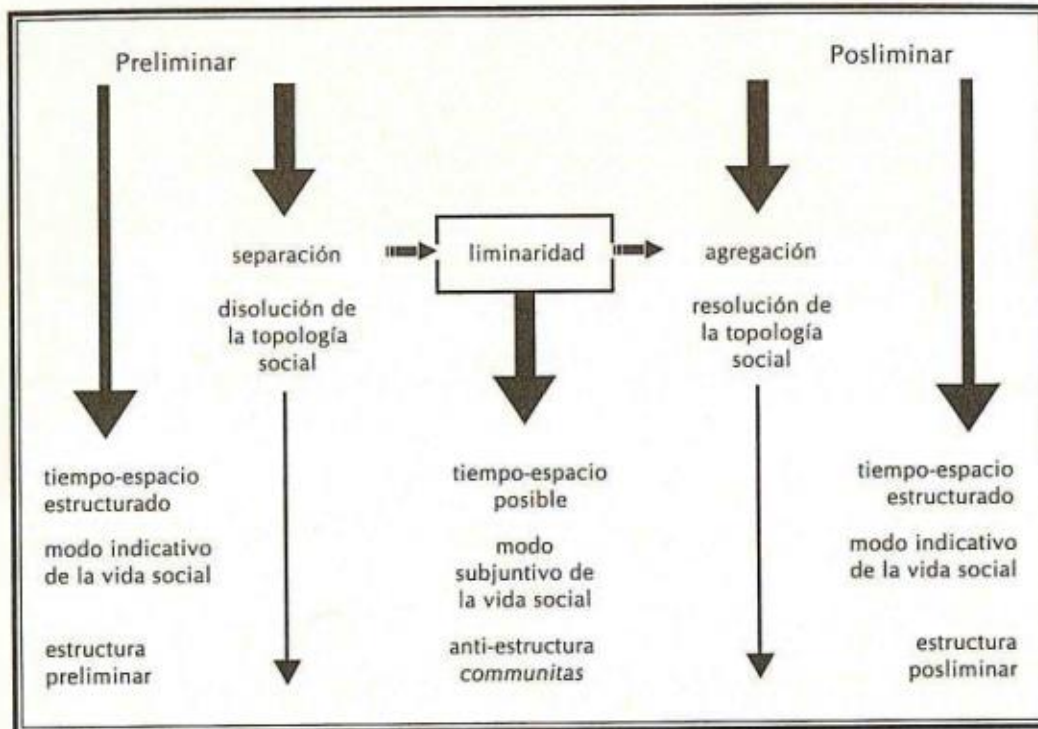 Preliminar
Posliminar
separación
liminaridad
agregación
disolución de
la topología
social
resolución de
la topología
social
tiempo-espacio
estructurado
modo indicativo
de la vida social
estructura
preliminar
tiempo-espacio
posible
modo
subjuntivo de
la vida social
anti-estructura
communitas
tiempo-espacio
estructurado
modo indicativo
de la vida social
estructura
posliminar